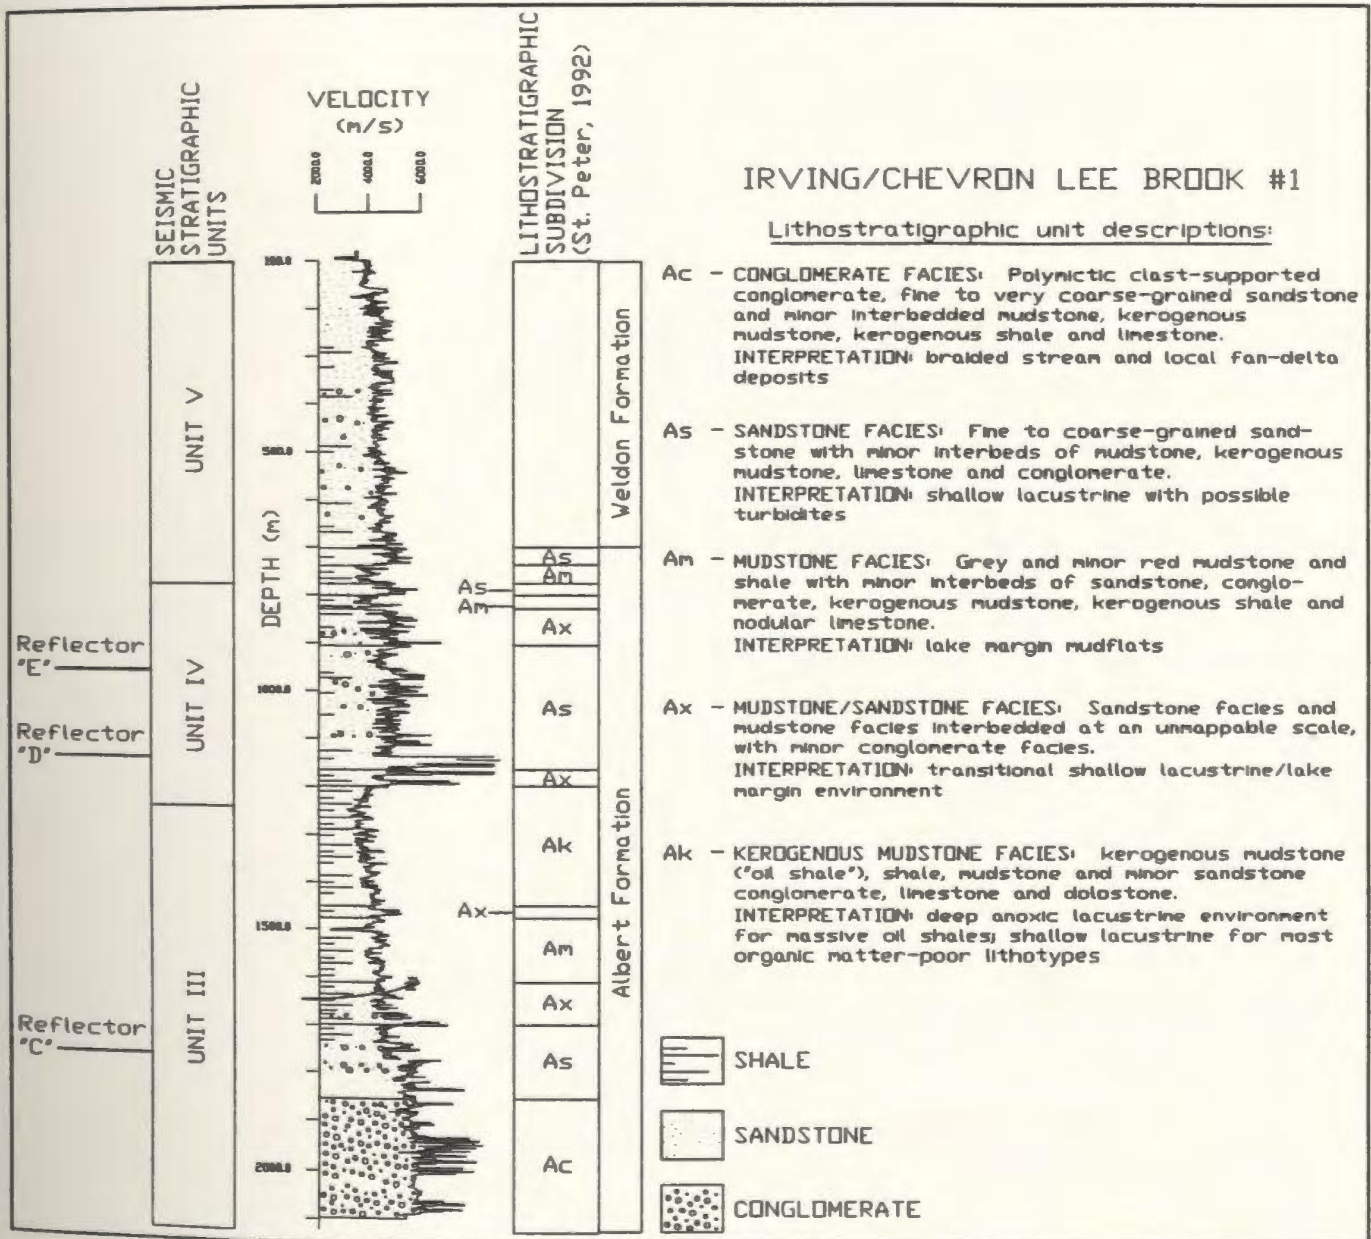 SEISMIC
STRATIGRAPHIC
UNITS
VELOCITY
(m/s)
2000.0
4000.0
6000.0
LITHOSTRATIGRAPHIC
SUBDIVISION
(St. Peter, 1992)
IRVING/CHEVRON LEE BROOK #1
Lithostratigraphic unit descriptions:
UNIT V
UNIT IV
UNIT III
Reflector
"E"
Reflector
"D"
Reflector
"C"
DEPTH (m)
100.0
500.0
1000.0
1500.0
2000.0
As
Am
As
Am
Ax
As
Ax
Ak
Ax
Am
Ax
As
Ac
Weldon Formation
Albert Formation
Ac - CONGLOMERATE FACIES: Polymictic clast-supported
conglomerate, fine to very coarse-grained sandstone
and minor interbedded mudstone, kerogenous
mudstone, kerogenous shale and limestone.
INTERPRETATION: braided stream and local fan-delta
deposits
As - SANDSTONE FACIES: Fine to coarse-grained sand-
stone with minor interbeds of mudstone, kerogenous
mudstone, limestone and conglomerate.
INTERPRETATION: shallow lacustrine with possible
turbidites
Am - MUDSTONE FACIES: Grey and minor red mudstone and
shale with minor interbeds of sandstone, conglo-
merate, kerogenous mudstone, kerogenous shale and
nodular limestone.
INTERPRETATION: lake margin mudflats
Ax - MUDSTONE/SANDSTONE FACIES: Sandstone facies and
mudstone facies interbedded at an unmappable scale,
with minor conglomerate facies.
INTERPRETATION: transitional shallow lacustrine/lake
margin environment
Ak - KEROGENOUS MUDSTONE FACIES: kerogenous mudstone
("oil shale"), shale, mudstone and minor sandstone
conglomerate, limestone and dolostone.
INTERPRETATION: deep anoxic lacustrine environment
for massive oil shales; shallow lacustrine for most
organic matter-poor lithotypes
SHALE
SANDSTONE
CONGLOMERATE